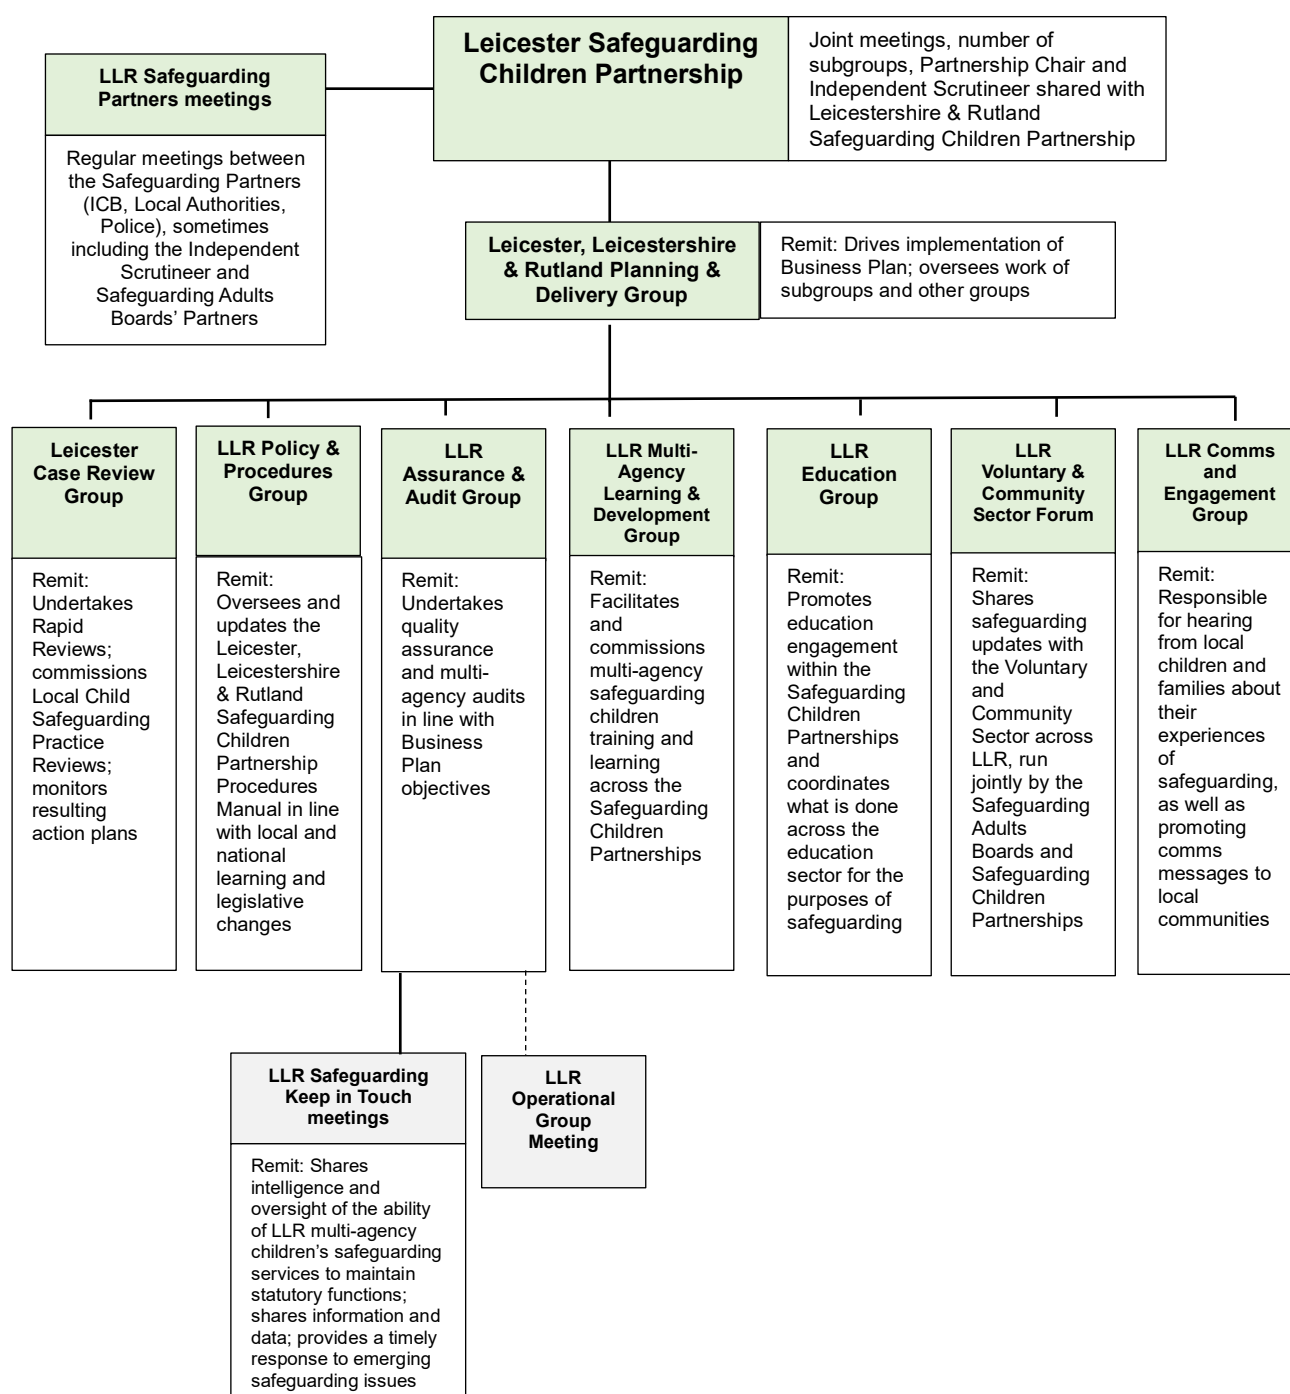 Leicester Safeguarding
Children Partnership
Joint meetings, number of
subgroups, Partnership Chair and
Independent Scrutineer shared with
Leicestershire & Rutland
Safeguarding Children Partnership
LLR Safeguarding
Partners meetings
Regular meetings between
the Safeguarding Partners
(ICB, Local Authorities,
Police), sometimes
including the Independent
Scrutineer and
Safeguarding Adults
Boards’ Partners
Leicester, Leicestershire
& Rutland Planning &
Delivery Group
Remit: Drives implementation of
Business Plan; oversees work of
subgroups and other groups
Leicester
Case Review
Group
Remit:
Undertakes
Rapid
Reviews;
commissions
Local Child
Safeguarding
Practice
Reviews;
monitors
resulting
action plans
LLR Policy &
Procedures
Group
Remit:
Oversees and
updates the
Leicester,
Leicestershire
& Rutland
Safeguarding
Children
Partnership
Procedures
Manual in line
with local and
national
learning and
legislative
changes
LLR
Assurance &
Audit Group
Remit:
Undertakes
quality
assurance
and multi-
agency audits
in line with
Business
Plan
objectives
LLR Multi-
Agency
Learning &
Development
Group
Remit:
Facilitates
and
commissions
multi-agency
safeguarding
children
training and
learning
across the
Safeguarding
Children
Partnerships
LLR
Education
Group
Remit:
Promotes
education
engagement
within the
Safeguarding
Children
Partnerships
and
coordinates
what is done
across the
education
sector for the
purposes of
safeguarding
LLR
Voluntary &
Community
Sector Forum
Remit:
Shares
safeguarding
updates with
the Voluntary
and
Community
Sector across
LLR, run
jointly by the
Safeguarding
Adults
Boards and
Safeguarding
Children
Partnerships
LLR Comms
and
Engagement
Group
Remit:
Responsible
for hearing
from local
children and
families about
their
experiences
of
safeguarding,
as well as
promoting
comms
messages to
local
communities
LLR Safeguarding
Keep in Touch
meetings
Remit: Shares
intelligence and
oversight of the ability
of LLR multi-agency
children’s safeguarding
services to maintain
statutory functions;
shares information and
data; provides a timely
response to emerging
safeguarding issues
LLR
Operational
Group
Meeting